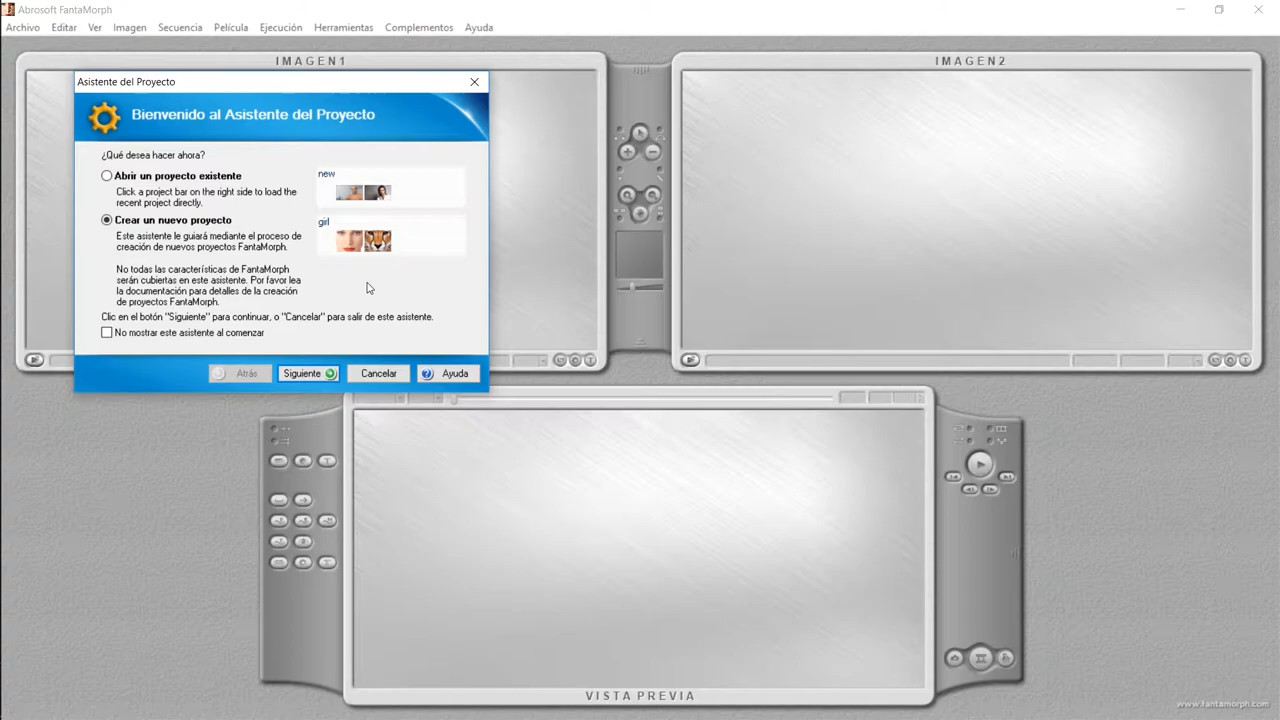 Abrosoft FantaMorph
Archivo Editar Ver Imagen Secuencia Película Ejecución Herramientas Complementos Ayuda
IMAGEN1
IMAGEN2
Asistente del Proyecto
Bienvenido al Asistente del Proyecto
¿Qué desea hacer ahora?
Abrir un proyecto existente
Click a project bar on the right side to load the
recent project directly.
new
Crear un nuevo proyecto
Este asistente le guiará mediante el proceso de
creación de nuevos proyectos FantaMorph.
girl
No todas las características de FantaMorph
serán cubiertas en este asistente. Por favor lea
la documentación para detalles de la creación
de proyectos FantaMorph.
Clic en el botón "Siguiente" para continuar, o "Cancelar" para salir de este asistente.
No mostrar este asistente al comenzar
Atrás Siguiente Cancelar Ayuda
VISTA PREVIA
www.fantamorph.com